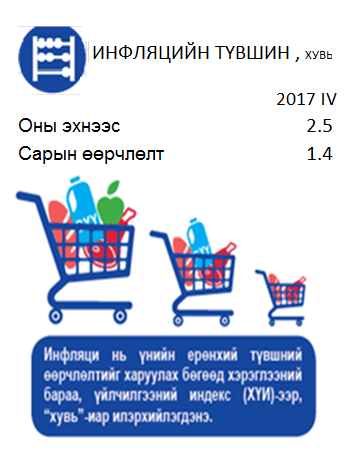 ИНФЛЯЦИЙН ТҮВШИН , ХУВЬ
2017 IV
Оны эхнээс 2.5
Сарын өөрчлөлт 1.4
Инфляци нь үнийн ерөнхий түвшний
өөрчлөлтийг харуулах бөгөөд хэрэглээний
бараа, үйлчилгээний индекс (ХҮИ)-ээр,
“хувь”-иар илэрхийлэгдэнэ.